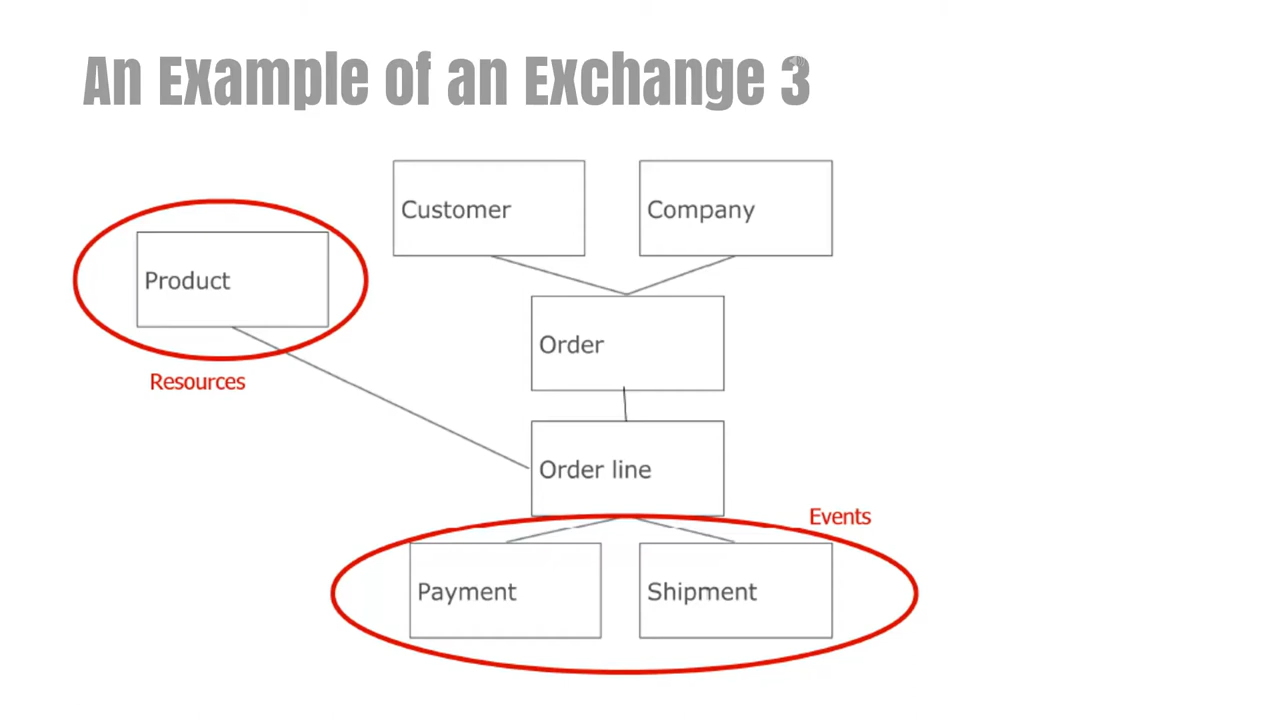 An Example of an Exchange 3
Customer
Company
Product
Order
Resources
Order line
Events
Payment
Shipment